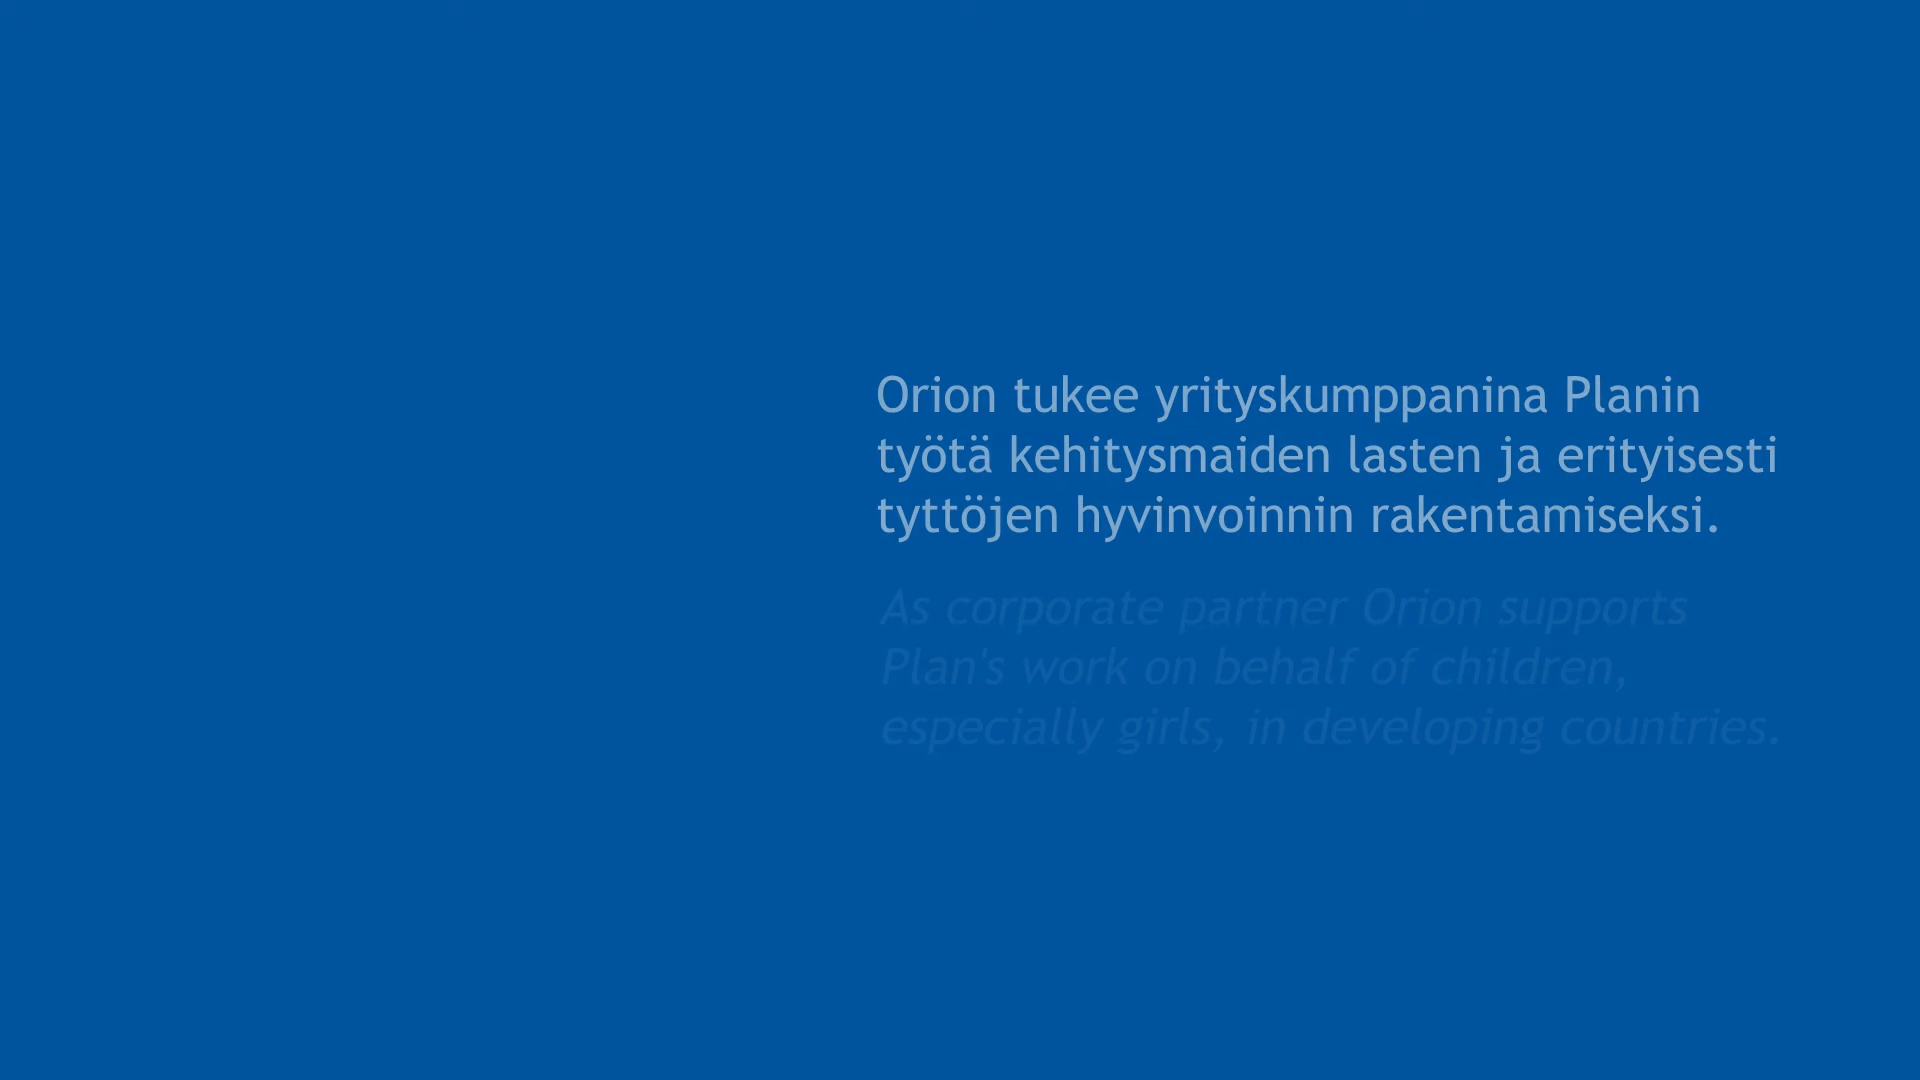 Orion tukee yrityskumppanina Planin
työtä kehitysmaiden lasten ja erityisesti
tyttöjen hyvinvoinnin rakentamiseksi.
As corporate partner Orion supports
Plan's work on behalf of children,
especially girls, in developing countries.